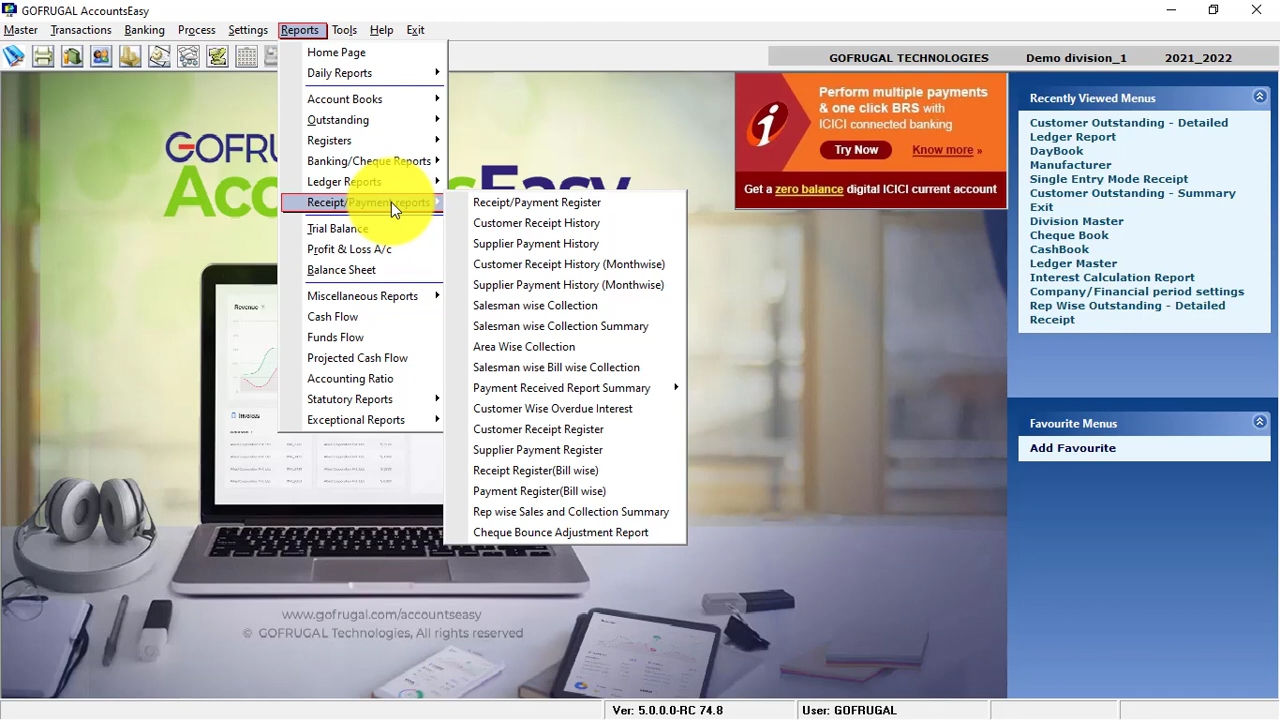 GOFRUGAL AccountsEasy
Master Transactions Banking Process Settings Reports Tools Help Exit
GOFRUGAL TECHNOLOGIES Demo division_1 2021_2022
Home Page
Daily Reports
Account Books
Outstanding
Registers
Banking/Cheque Reports
Ledger Reports
Receipt/Payment reports
Trial Balance
Profit & Loss A/c
Balance Sheet
Miscellaneous Reports
Cash Flow
Funds Flow
Projected Cash Flow
Accounting Ratio
Statutory Reports
Exceptional Reports
Receipt/Payment Register
Customer Receipt History
Supplier Payment History
Customer Receipt History (Monthwise)
Supplier Payment History (Monthwise)
Salesman wise Collection
Salesman wise Collection Summary
Area Wise Collection
Salesman wise Bill wise Collection
Payment Received Report Summary
Customer Wise Overdue Interest
Customer Receipt Register
Supplier Payment Register
Receipt Register(Bill wise)
Payment Register(Bill wise)
Rep wise Sales and Collection Summary
Cheque Bounce Adjustment Report
GOFRU
Acc
Easy
Revenue
Invoices
www.gofrugal.com/accountseasy
© GOFRUGAL Technologies, All rights reserved
Perform multiple payments
& one click BRS with
ICICI connected banking
Try Now Know more »
Get a zero balance digital ICICI current account
Recently Viewed Menus
Customer Outstanding - Detailed
Ledger Report
DayBook
Manufacturer
Single Entry Mode Receipt
Customer Outstanding - Summary
Exit
Division Master
Cheque Book
CashBook
Ledger Master
Interest Calculation Report
Company/Financial period settings
Rep Wise Outstanding - Detailed
Receipt
Favourite Menus
Add Favourite
Ver: 5.0.0.0-RC 74.8 User: GOFRUGAL